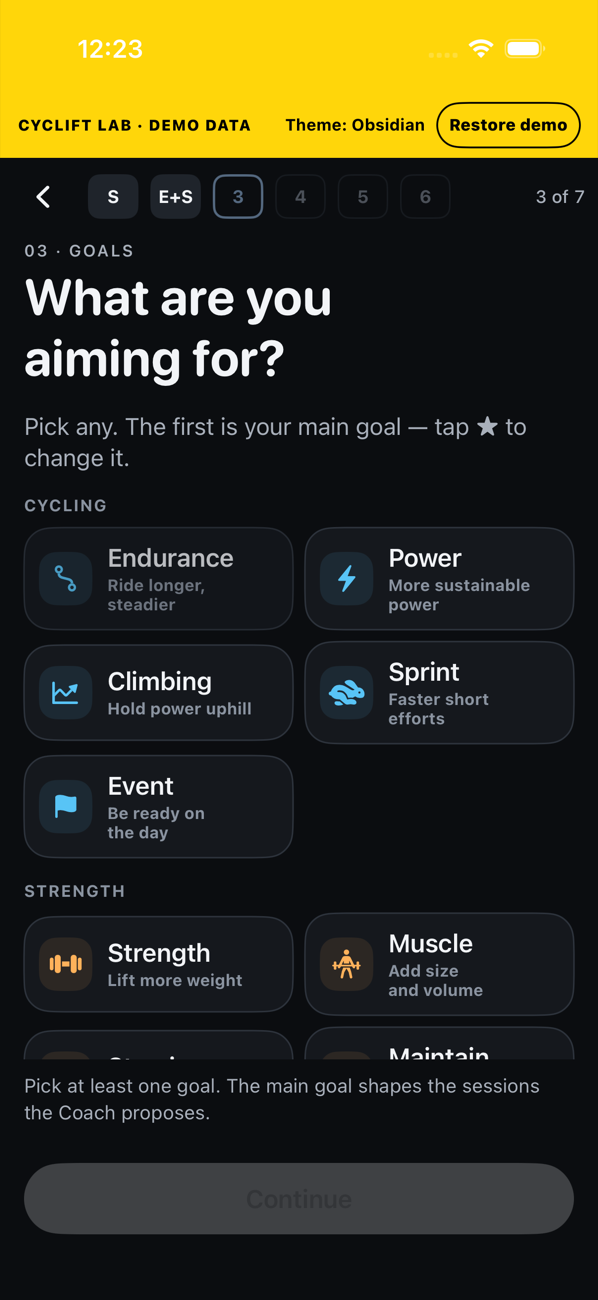 12:23
CYCLIFT LAB · DEMO DATA
Theme: Obsidian
Restore demo
S
E+S
3
4
5
6
3 of 7
03 · GOALS
What are you
aiming for?
Pick any. The first is your main goal — tap ★ to
change it.
CYCLING
Endurance
Ride longer,
steadier
Power
More sustainable
power
Climbing
Hold power uphill
Sprint
Faster short
efforts
Event
Be ready on
the day
STRENGTH
Strength
Lift more weight
Muscle
Add size
and volume
Maintain
Pick at least one goal. The main goal shapes the sessions
the Coach proposes.
Continue